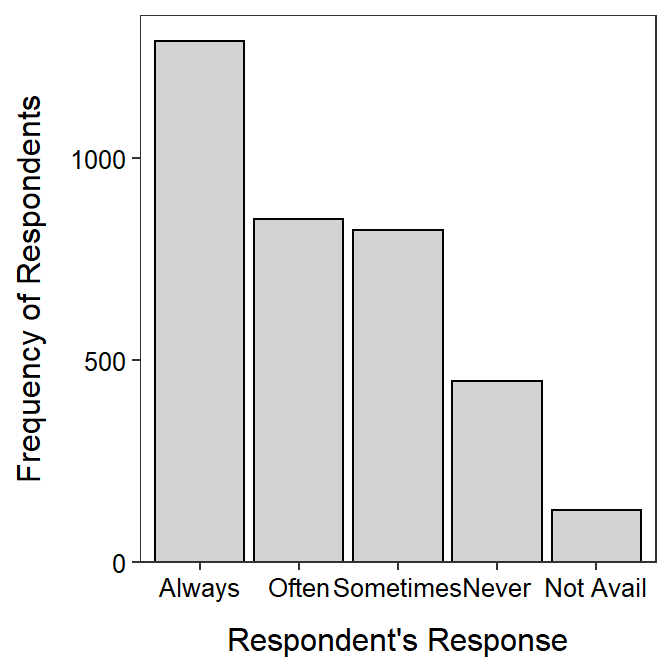 Frequency of Respondents
1000
500
0
Always Often Sometimes Never Not Avail
Respondent's Response